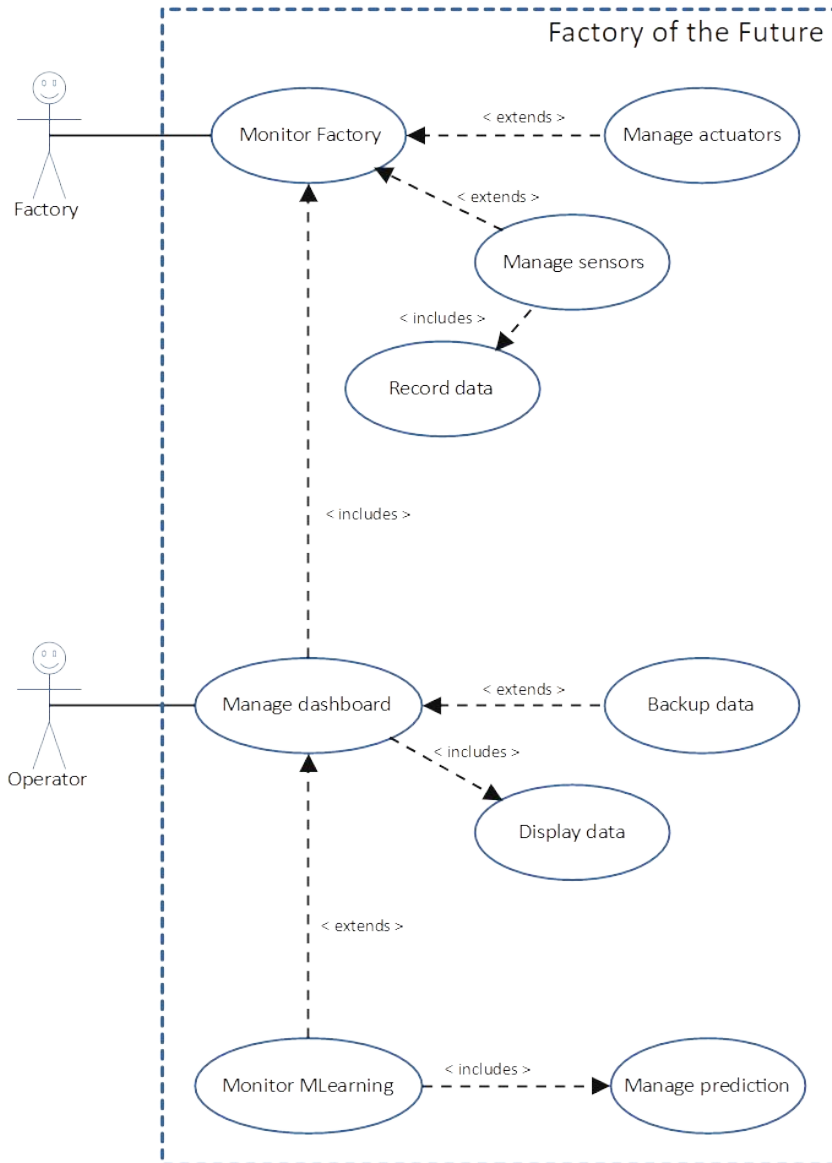 Factory of the Future
Monitor Factory
< extends >
Manage actuators
Factory
< extends >
Manage sensors
< includes >
Record data
< includes >
Manage dashboard
< extends >
Backup data
< includes >
Operator
Display data
< extends >
Monitor MLearning
< includes >
Manage prediction